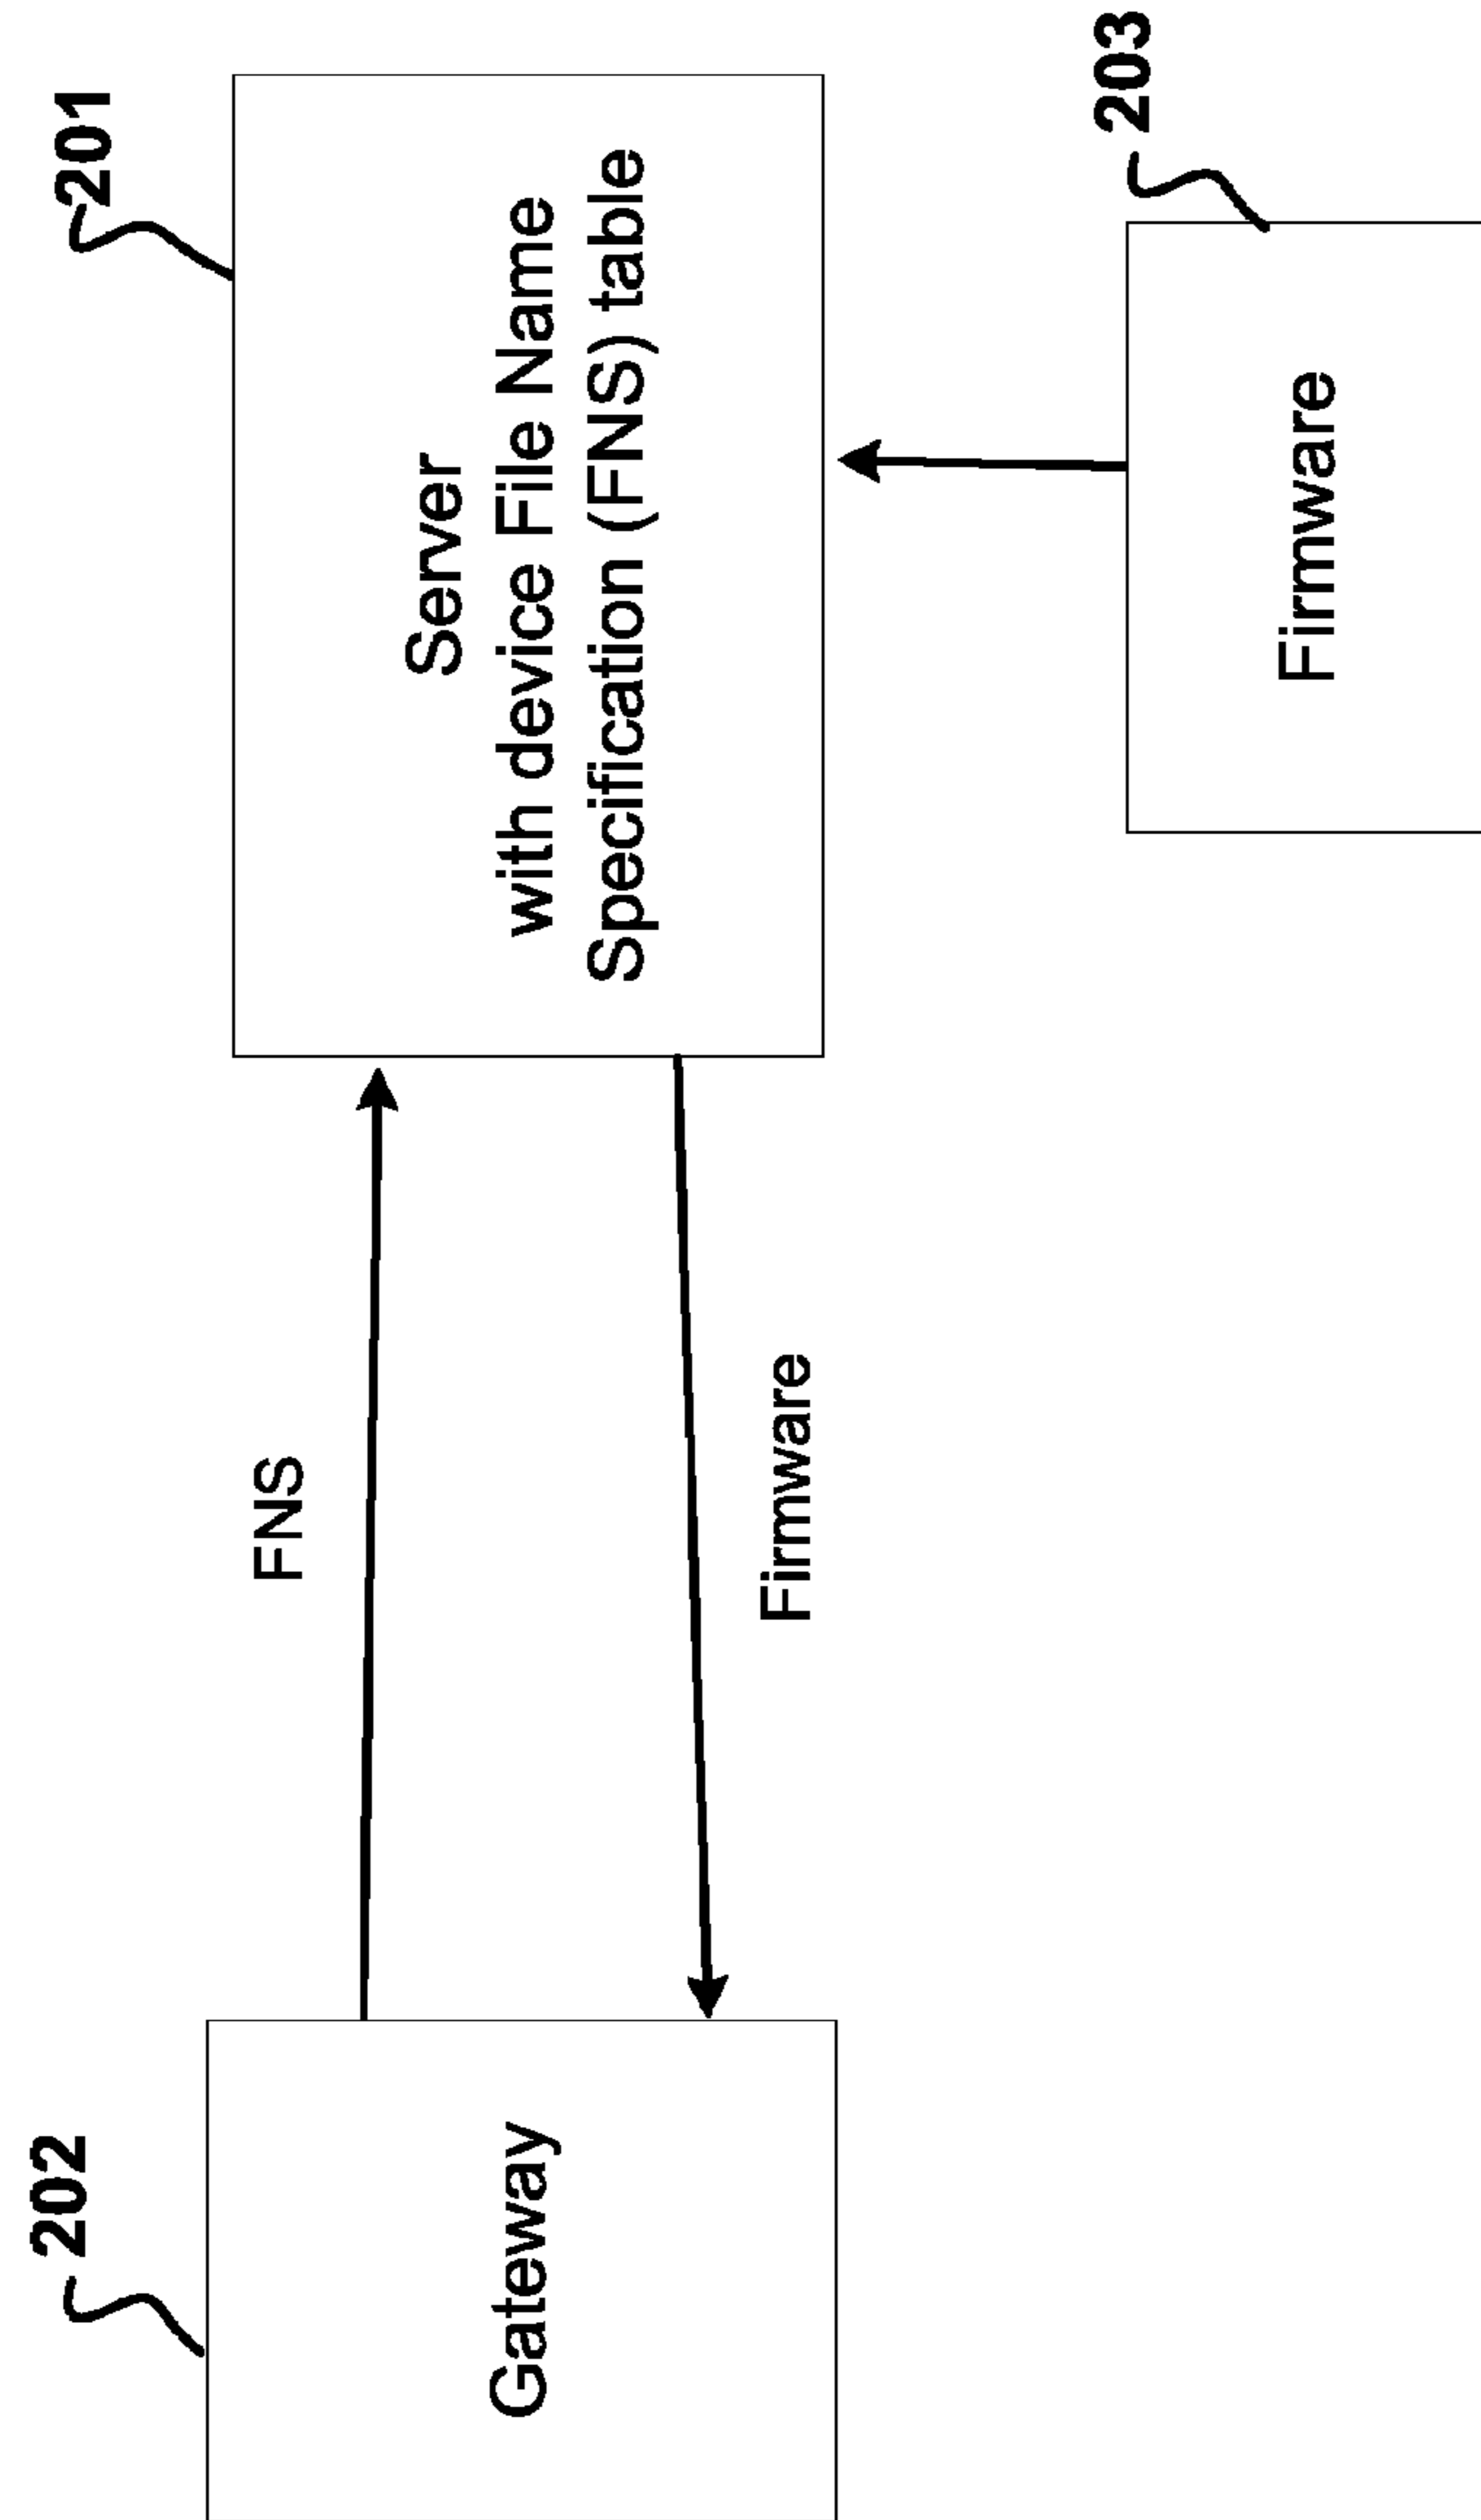 202
Gateway
FNS
Firmware
201
Server
with device File Name
Specification (FNS) table
203
Firmware